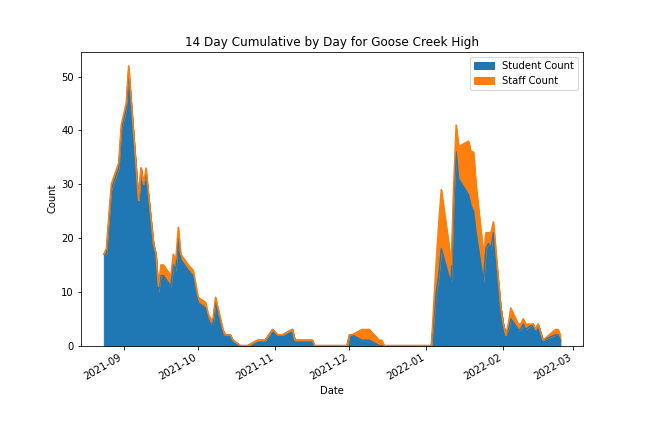 14 Day Cumulative by Day for Goose Creek High
Student Count
Staff Count
50
40
30
20
10
0
Count
2021-09
2021-10
2021-11
2021-12
2022-01
2022-02
2022-03
Date